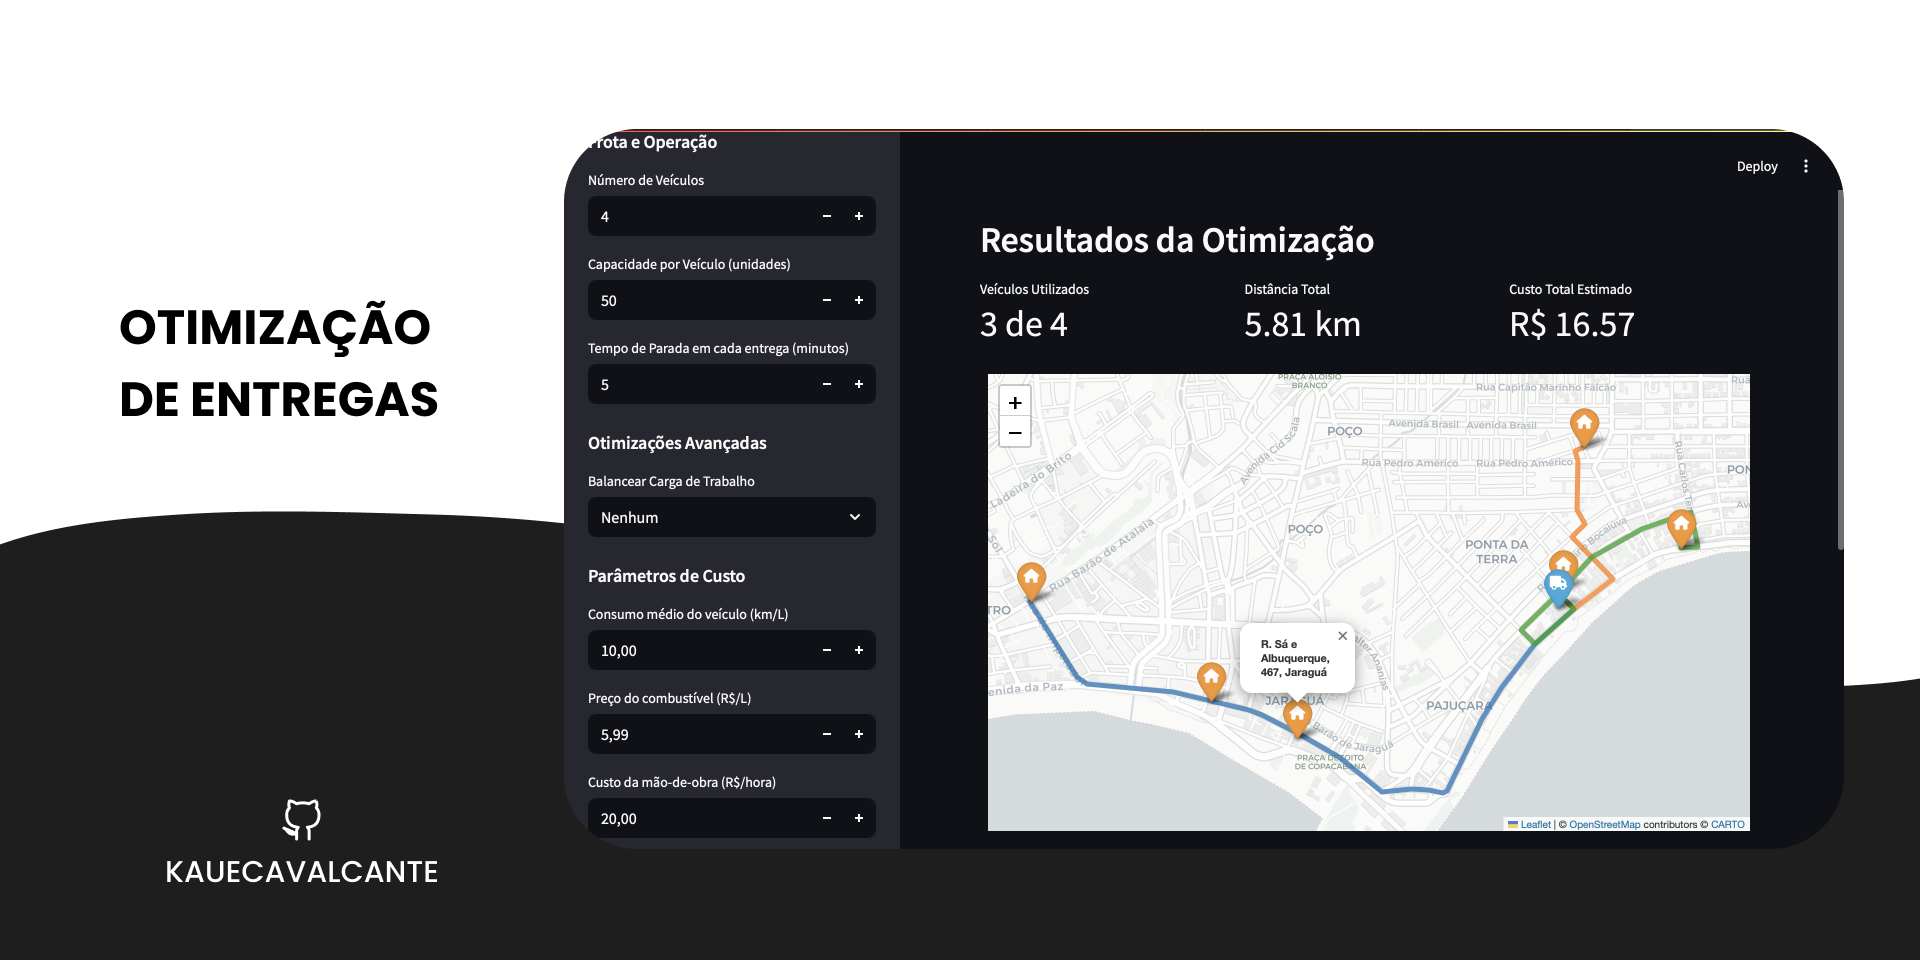 OTIMIZAÇÃO
DE ENTREGAS
KAUECAVALCANTE
Frota e Operação
Número de Veículos
4
Capacidade por Veículo (unidades)
50
Tempo de Parada em cada entrega (minutos)
5
Otimizações Avançadas
Balancear Carga de Trabalho
Nenhum
Parâmetros de Custo
Consumo médio do veículo (km/L)
10,00
Preço do combustível (R$/L)
5,99
Custo da mão-de-obra (R$/hora)
20,00
Deploy
Resultados da Otimização
Veículos Utilizados
3 de 4
Distância Total
5.81 km
Custo Total Estimado
R$ 16.57
+
−
PRAÇA ALOISIO
BRANCO
Rua Capitão Marinho Falcão
Rua
POÇO
Avenida Brasil
Avenida Brasil
Avenida Cid Scala
Rua Pedro Américo
Rua Pedro Américo
Ladeira do Brito
Rua Barão de Atalaia
POÇO
PONTA DA
TERRA
Bocaiuva
TRO
enida da Paz
R. Sá e
Albuquerque,
467, Jaraguá
JARAGUÁ
PAJUÇARA
Barão de Jaraguá
PRAÇA DEZOITO
DE COPACABANA
Leaflet | © OpenStreetMap contributors © CARTO